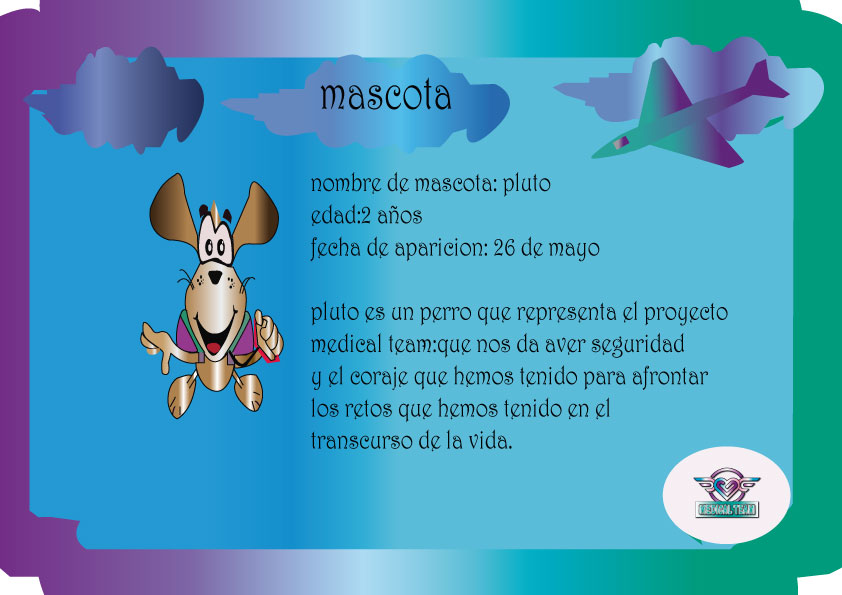 mascota
nombre de mascota: pluto
edad:2 años
fecha de aparicion: 26 de mayo
pluto es un perro que representa el proyecto
medical team:que nos da aver seguridad
y el coraje que hemos tenido para afrontar
los retos que hemos tenido en el
transcurso de la vida.
MEDICAL TEAM